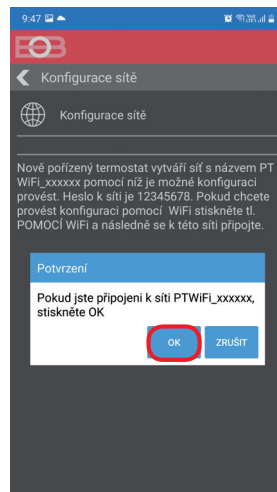 9:47
EOB
Konfigurace sítě
Konfigurace sítě
Nově pořízený termostat vytváří síť s názvem PT
WiFi_xxxxxx pomocí níž je možné konfiguraci
provést. Heslo k síti je 12345678. Pokud chcete
provést konfiguraci pomocí WiFi stiskněte tl.
POMOCÍ WiFi a následně se k této síti připojte.
Potvrzení
Pokud jste připojeni k síti PTWiFi_xxxxxx,
stiskněte OK
OK ZRUŠIT